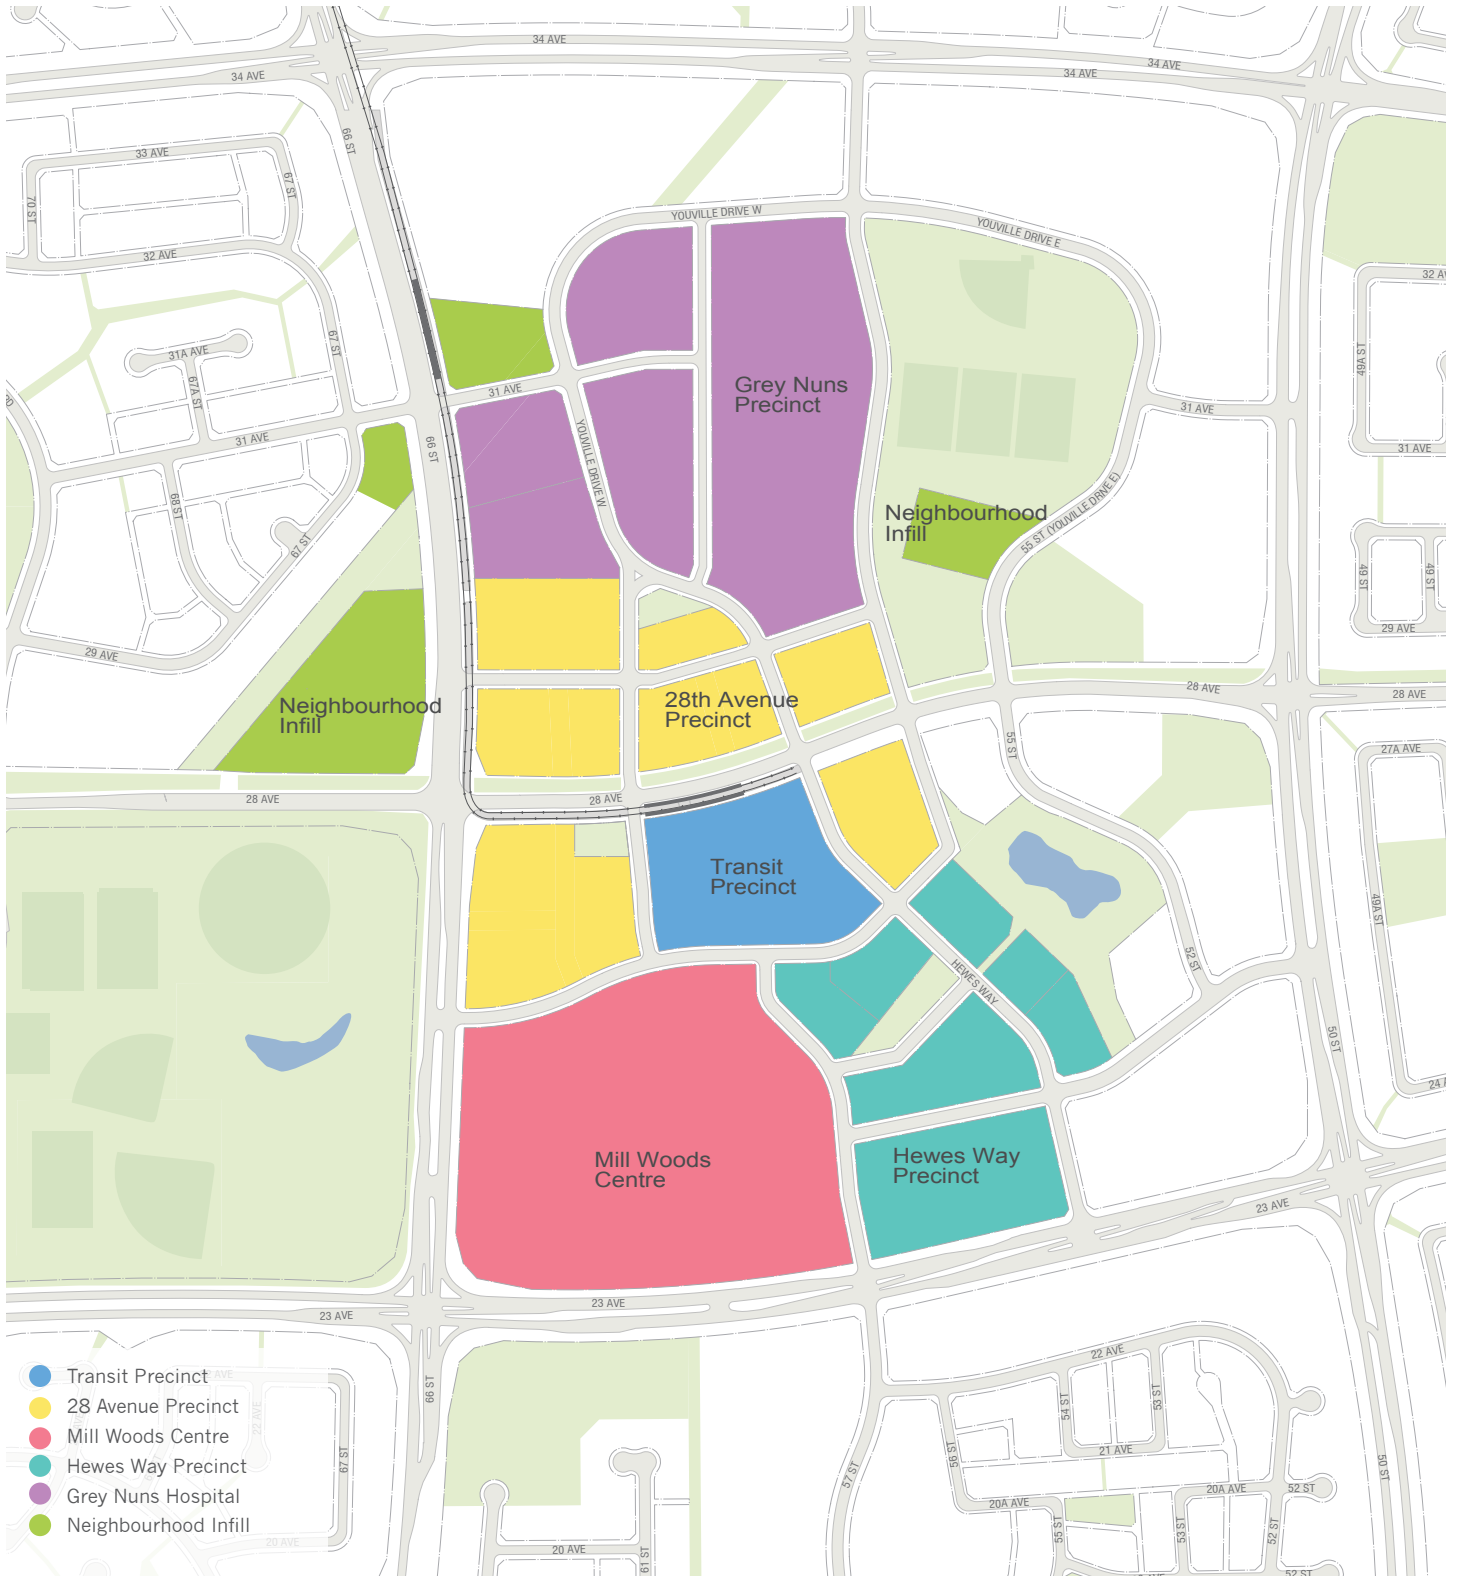 34 AVE
34 AVE
34 AVE
34 AVE
66 ST
33 AVE
67 ST
70 ST
32 AVE
YOUVILLE DRIVE W
YOUVILLE DRIVE E
32 AV
31A AVE
67 ST
67A ST
49A ST
31 AVE
Grey Nuns
Precinct
31 AVE
31 AVE
66 ST
YOUVILLE DRIVE W
31 AVE
68 ST
67 ST
Neighbourhood
Infill
55 ST (YOUVILLE DRIVE E)
49 ST
49 ST
29 AVE
29 AVE
28 AVE
28 AVE
Neighbourhood
Infill
28th Avenue
Precinct
55 ST
27A AVE
28 AVE
28 AVE
Transit
Precinct
49A ST
52 ST
HEWES WAY
50 ST
24 A
Mill Woods
Centre
Hewes Way
Precinct
23 AVE
23 AVE
23 AVE
22 AVE
Transit Precinct
22 AVE
28 Avenue Precinct
Mill Woods Centre
Hewes Way Precinct
Grey Nuns Hospital
Neighbourhood Infill
20 AVE
67 ST
66 ST
22 AVE
54 ST
53 ST
21 AVE
56 ST
57 ST
50 ST
20A AVE
20A AVE
52 ST
55 ST
53 ST
52 ST
20 AVE
61 ST
52 ST